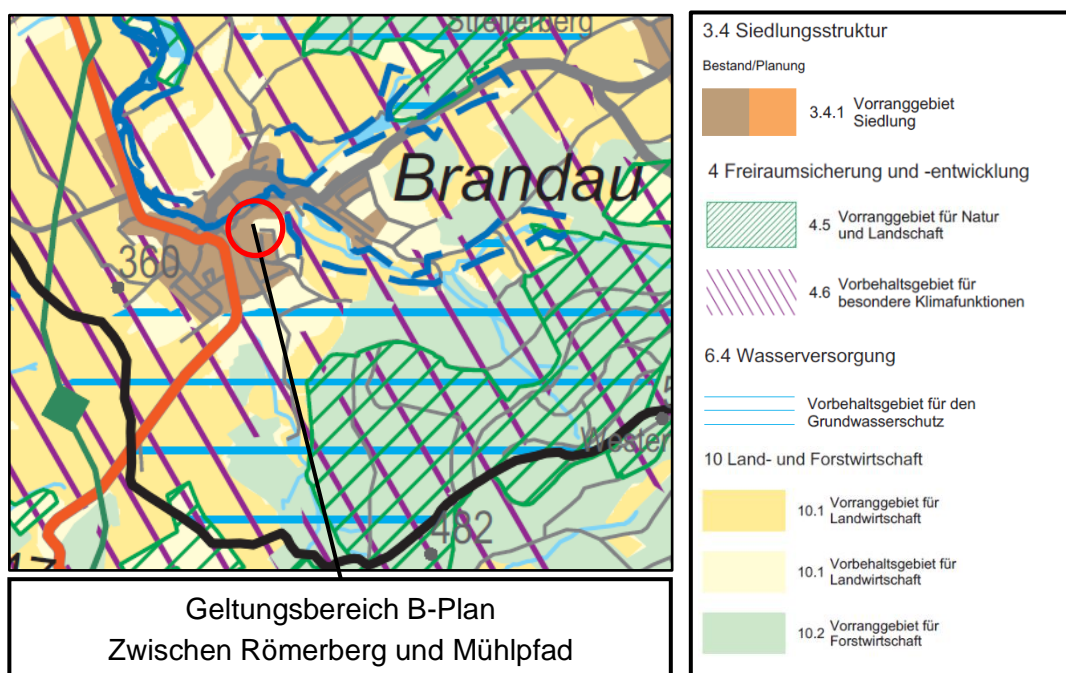 Streiterberg
Brandau
360
482
Wester
Geltungsbereich B-Plan
Zwischen Römerberg und Mühlpfad
3.4 Siedlungsstruktur
Bestand/Planung
3.4.1 Vorranggebiet
Siedlung
4 Freiraumsicherung und -entwicklung
4.5 Vorranggebiet für Natur
und Landschaft
4.6 Vorbehaltsgebiet für
besondere Klimafunktionen
6.4 Wasserversorgung
Vorbehaltsgebiet für den
Grundwasserschutz
10 Land- und Forstwirtschaft
10.1 Vorranggebiet für
Landwirtschaft
10.1 Vorbehaltsgebiet für
Landwirtschaft
10.2 Vorranggebiet für
Forstwirtschaft